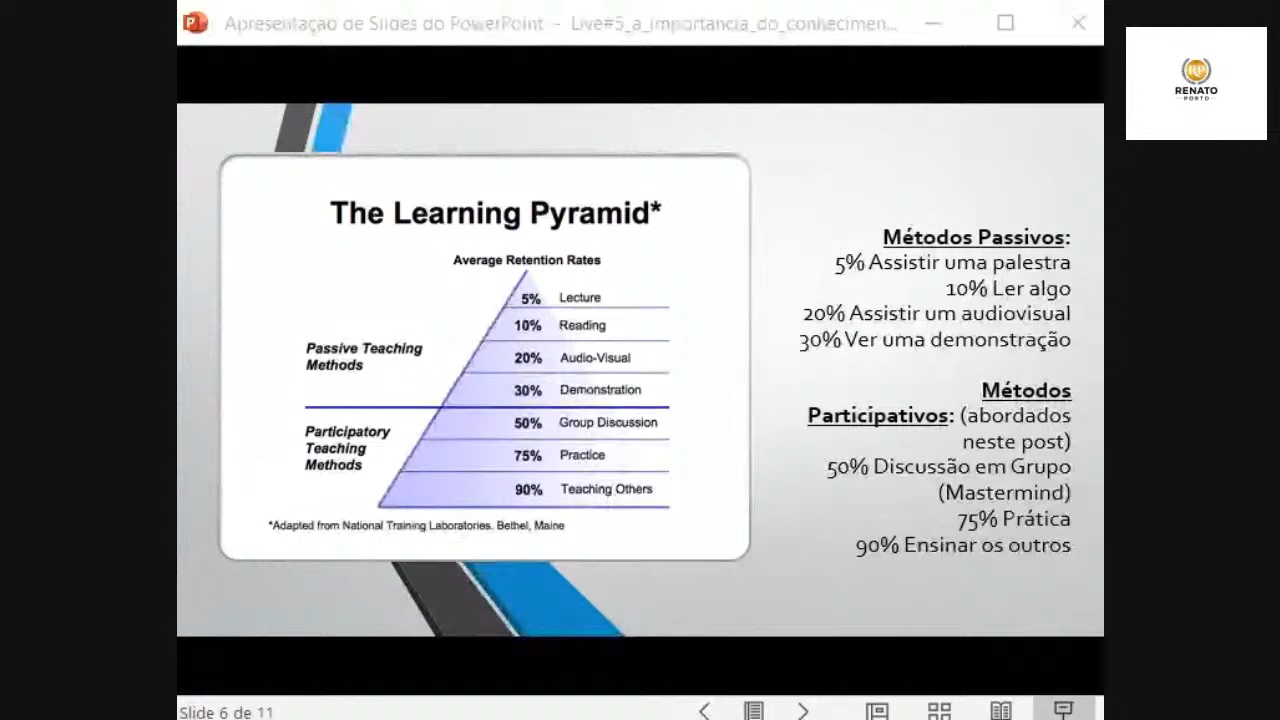 Apresentação de Slides do PowerPoint - Live#5_a_importancia_do_conhecimen...
RP
RENATO
PORTO
The Learning Pyramid*
Average Retention Rates
5% Lecture
10% Reading
Passive Teaching
Methods
20% Audio-Visual
30% Demonstration
50% Group Discussion
Participatory
Teaching
Methods
75% Practice
90% Teaching Others
*Adapted from National Training Laboratories. Bethel, Maine
Métodos Passivos:
5% Assistir uma palestra
10% Ler algo
20% Assistir um audiovisual
30% Ver uma demonstração
Métodos
Participativos: (abordados
neste post)
50% Discussão em Grupo
(Mastermind)
75% Prática
90% Ensinar os outros
Slide 6 de 11